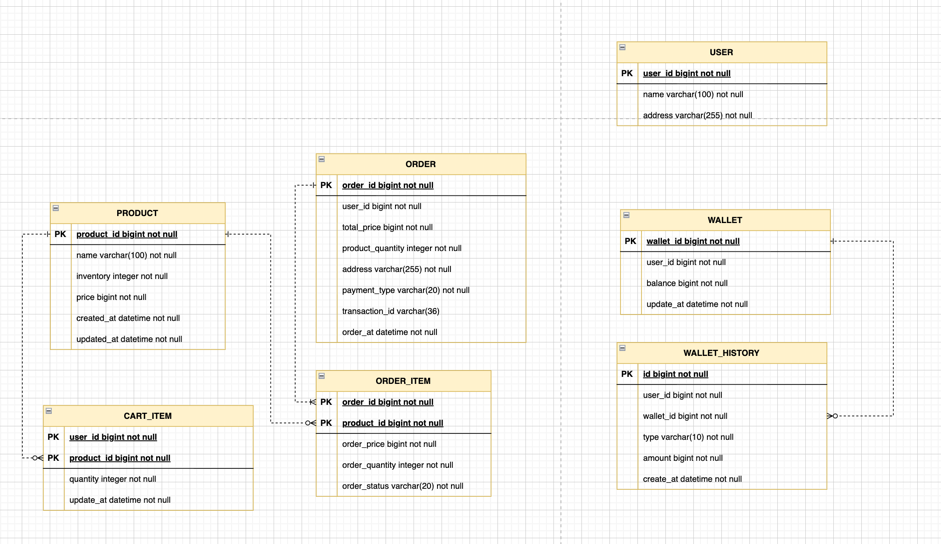 USER
PK user_id bigint not null
name varchar(100) not null
address varchar(255) not null
ORDER
PK order_id bigint not null
user_id bigint not null
total_price bigint not null
product_quantity integer not null
address varchar(255) not null
payment_type varchar(20) not null
transaction_id varchar(36)
order_at datetime not null
PRODUCT
PK product_id bigint not null
name varchar(100) not null
inventory integer not null
price bigint not null
created_at datetime not null
updated_at datetime not null
WALLET
PK wallet_id bigint not null
user_id bigint not null
balance bigint not null
update_at datetime not null
WALLET_HISTORY
PK id bigint not null
user_id bigint not null
wallet_id bigint not null
type varchar(10) not null
amount bigint not null
create_at datetime not null
ORDER_ITEM
PK order_id bigint not null
PK product_id bigint not null
order_price bigint not null
order_quantity integer not null
order_status varchar(20) not null
CART_ITEM
PK user_id bigint not null
PK product_id bigint not null
quantity integer not null
update_at datetime not null